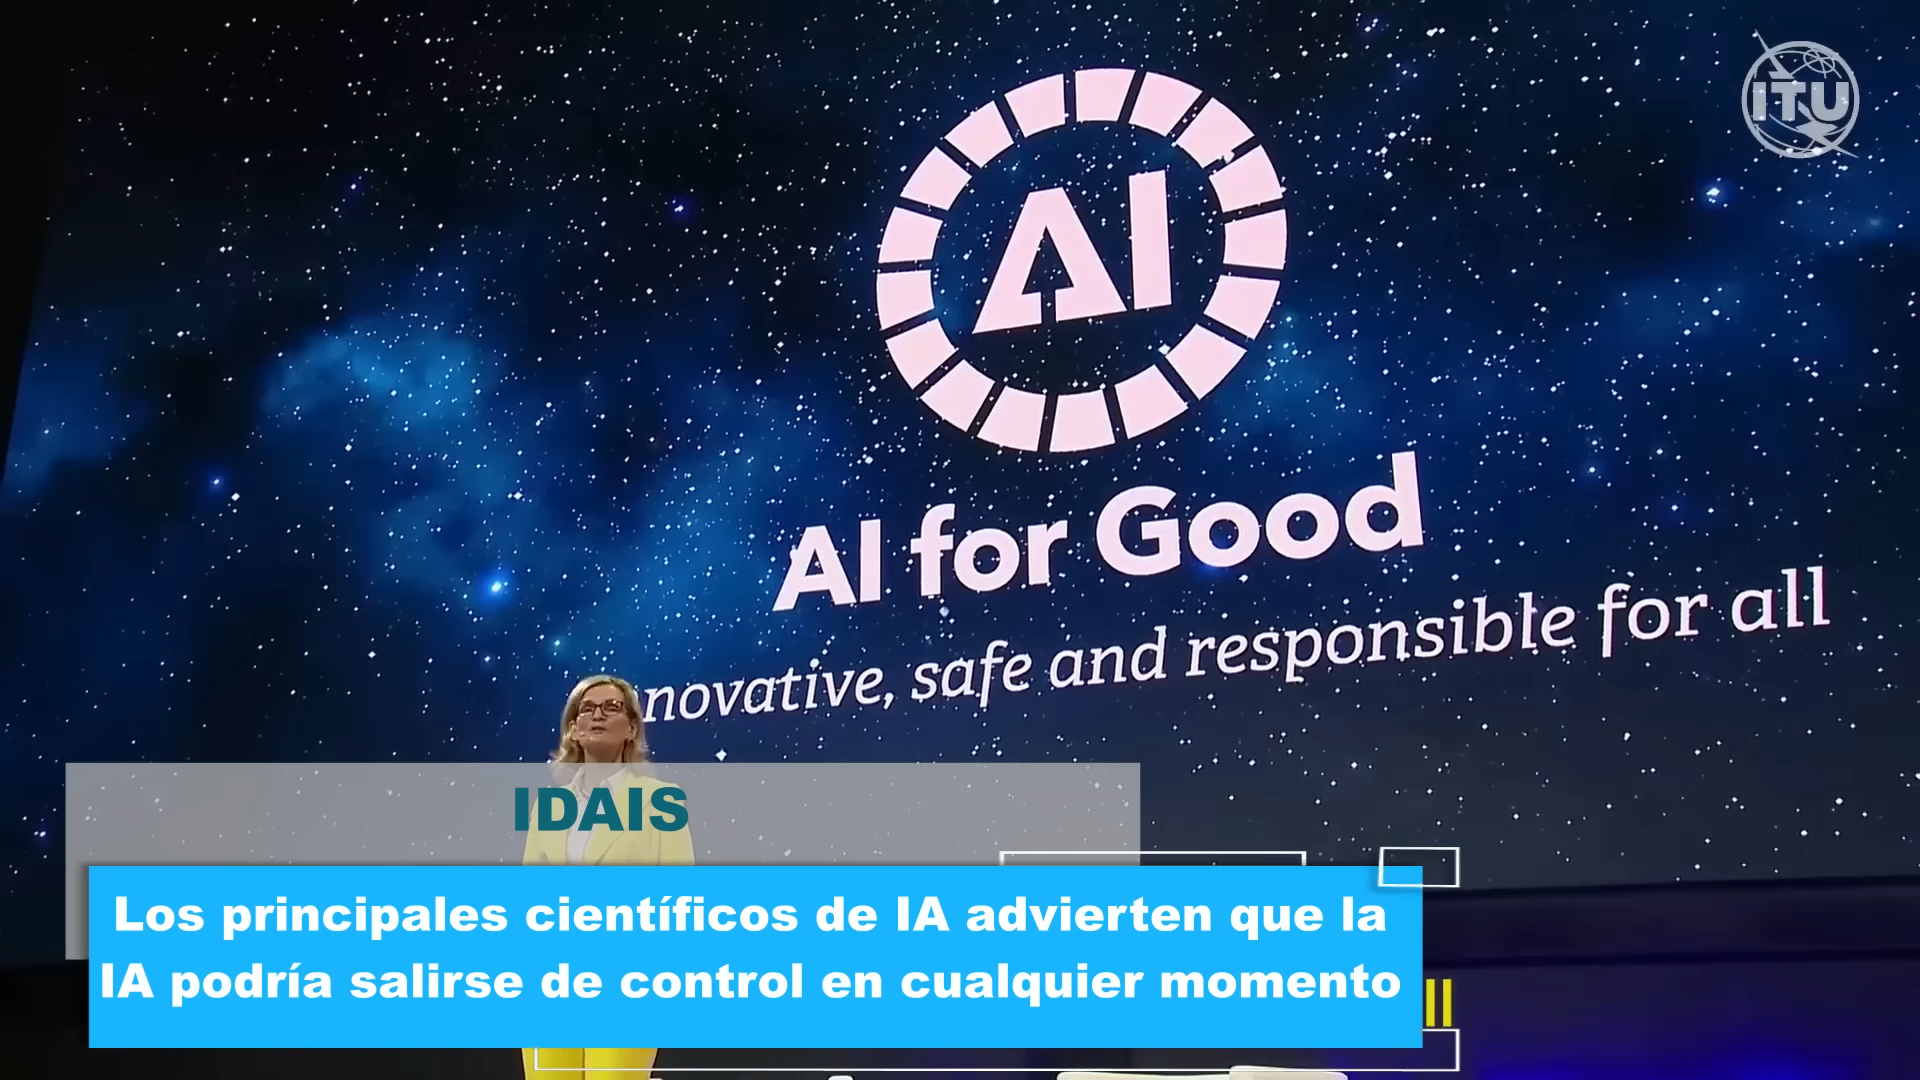 ITU
AI
AI for Good
nnovative, safe and responsible for all
IDAIS
Los principales científicos de IA advierten que la
IA podría salirse de control en cualquier momento